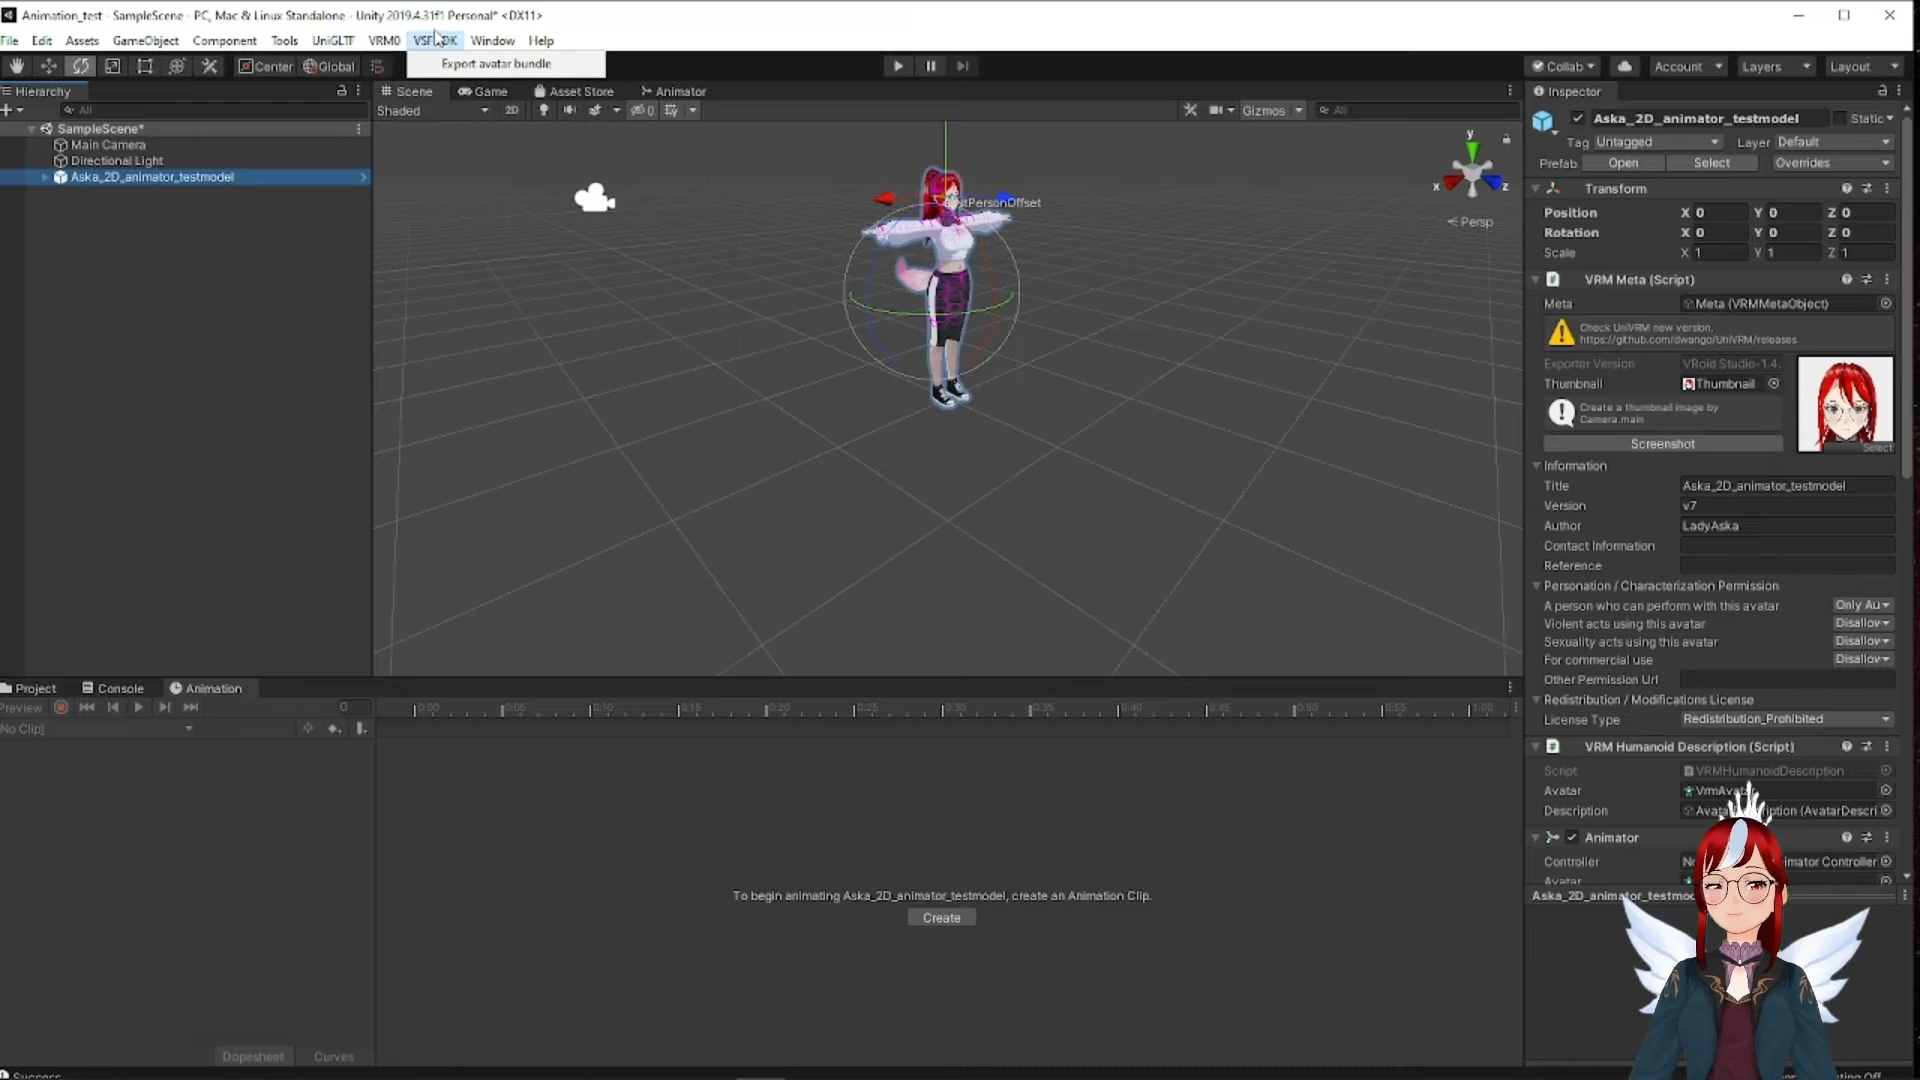 Animation_test - SampleScene - PC, Mac & Linux Standalone - Unity 2019.4.31f1 Personal* <DX11>
File Edit Assets GameObject Component Tools UniGLTF VRM0 Window Help
Export avatar bundle
Center Global
Collab Account Layers Layout
Hierarchy
All
SampleScene*
Main Camera
Directional Light
Aska_2D_animator_testmodel
Scene Game Asset Store Animator
Shaded 2D 0 Gizmos All
y
x z
Persp
Inspector
Aska_2D_animator_testmodel Static
Tag Untagged Layer Default
Prefab Open Select Overrides
Transform
Position X 0 Y 0 Z 0
Rotation X 0 Y 0 Z 0
Scale X 1 Y 1 Z 1
VRM Meta (Script)
Meta Meta (VRMMetaObject)
Check UniVRM new version.
https://github.com/dwango/UniVRM/releases
Exporter Version VRoid Studio-1.4.
Thumbnail Thumbnail
Create a thumbnail image by
Camera.main
Select
Screenshot
Information
Title Aska_2D_animator_testmodel
Version v7
Author LadyAska
Contact Information
Reference
Personation / Characterization Permission
A person who can perform with this avatar Only Au
Violent acts using this avatar Disallov
Sexuality acts using this avatar Disallov
For commercial use Disallov
Other Permission Url
Redistribution / Modifications License
License Type Redistribution_Prohibited
VRM Humanoid Description (Script)
Script VRMHumanoidDescription
Avatar
Description (AvatarDescri
Animator
Controller Controller
Avatar
Project Console Animation
Preview 0
0:00 0:05 0:10 0:15 0:20 0:25 0:30 0:35 0:40 0:45 0:50 0:55 1:00
No Clip]
To begin animating Aska_2D_animator_testmodel, create an Animation Clip.
Create
Dopesheet Curves
Success